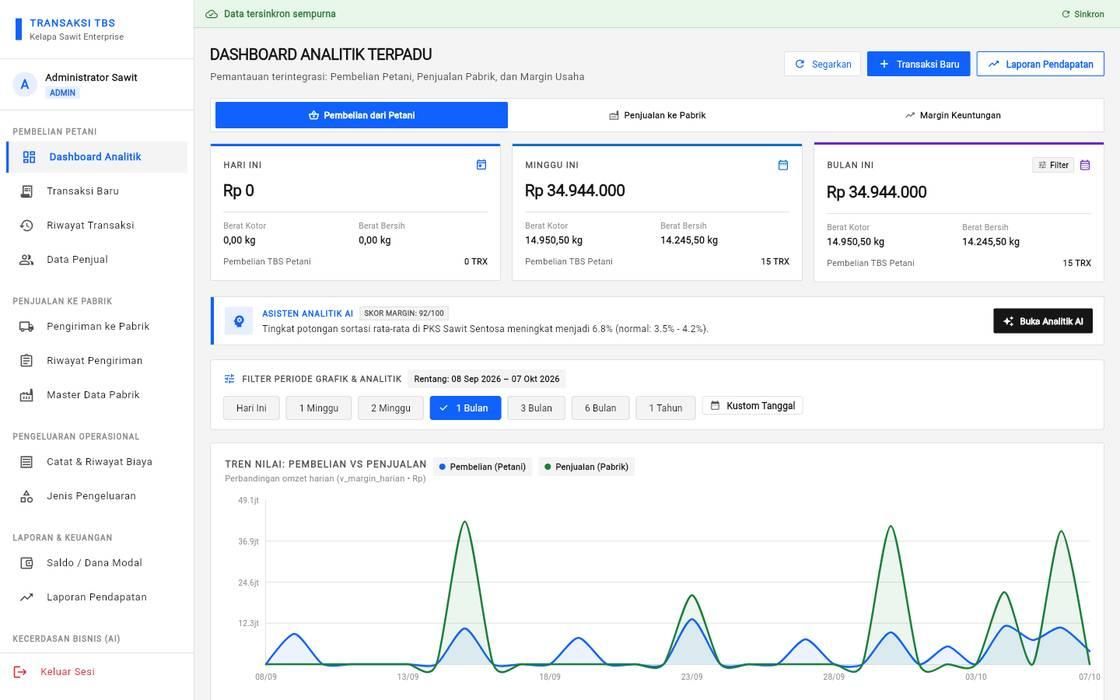 TRANSAKSI TBS
Kelapa Sawit Enterprise
A
Administrator Sawit
ADMIN
PEMBELIAN PETANI
Dashboard Analitik
Transaksi Baru
Riwayat Transaksi
Data Penjual
PENJUALAN KE PABRIK
Pengiriman ke Pabrik
Riwayat Pengiriman
Master Data Pabrik
PENGELUARAN OPERASIONAL
Catat & Riwayat Biaya
Jenis Pengeluaran
LAPORAN & KEUANGAN
Saldo / Dana Modal
Laporan Pendapatan
KECERDASAN BISNIS (AI)
Keluar Sesi
Data tersinkron sempurna
Sinkron
DASHBOARD ANALITIK TERPADU
Pemantauan terintegrasi: Pembelian Petani, Penjualan Pabrik, dan Margin Usaha
Segarkan
Transaksi Baru
Laporan Pendapatan
Pembelian dari Petani
Penjualan ke Pabrik
Margin Keuntungan
HARI INI
Rp 0
Berat Kotor Berat Bersih
0,00 kg 0,00 kg
Pembelian TBS Petani 0 TRX
MINGGU INI
Rp 34.944.000
Berat Kotor Berat Bersih
14.950,50 kg 14.245,50 kg
Pembelian TBS Petani 15 TRX
BULAN INI Filter
Rp 34.944.000
Berat Kotor Berat Bersih
14.950,50 kg 14.245,50 kg
Pembelian TBS Petani 15 TRX
ASISTEN ANALITIK AI SKOR MARGIN: 92/100
Tingkat potongan sortasi rata-rata di PKS Sawit Sentosa meningkat menjadi 6.8% (normal: 3.5% - 4.2%).
Buka Analitik AI
FILTER PERIODE GRAFIK & ANALITIK Rentang: 08 Sep 2026 – 07 Okt 2026
Hari Ini 1 Minggu 2 Minggu 1 Bulan 3 Bulan 6 Bulan 1 Tahun Kustom Tanggal
TREN NILAI: PEMBELIAN VS PENJUALAN Pembelian (Petani) Penjualan (Pabrik)
Perbandingan omzet harian (v_margin_harian • Rp)
49.1jt
36.9jt
24.6jt
12.3jt
08/09 13/09 18/09 23/09 28/09 03/10 07/10